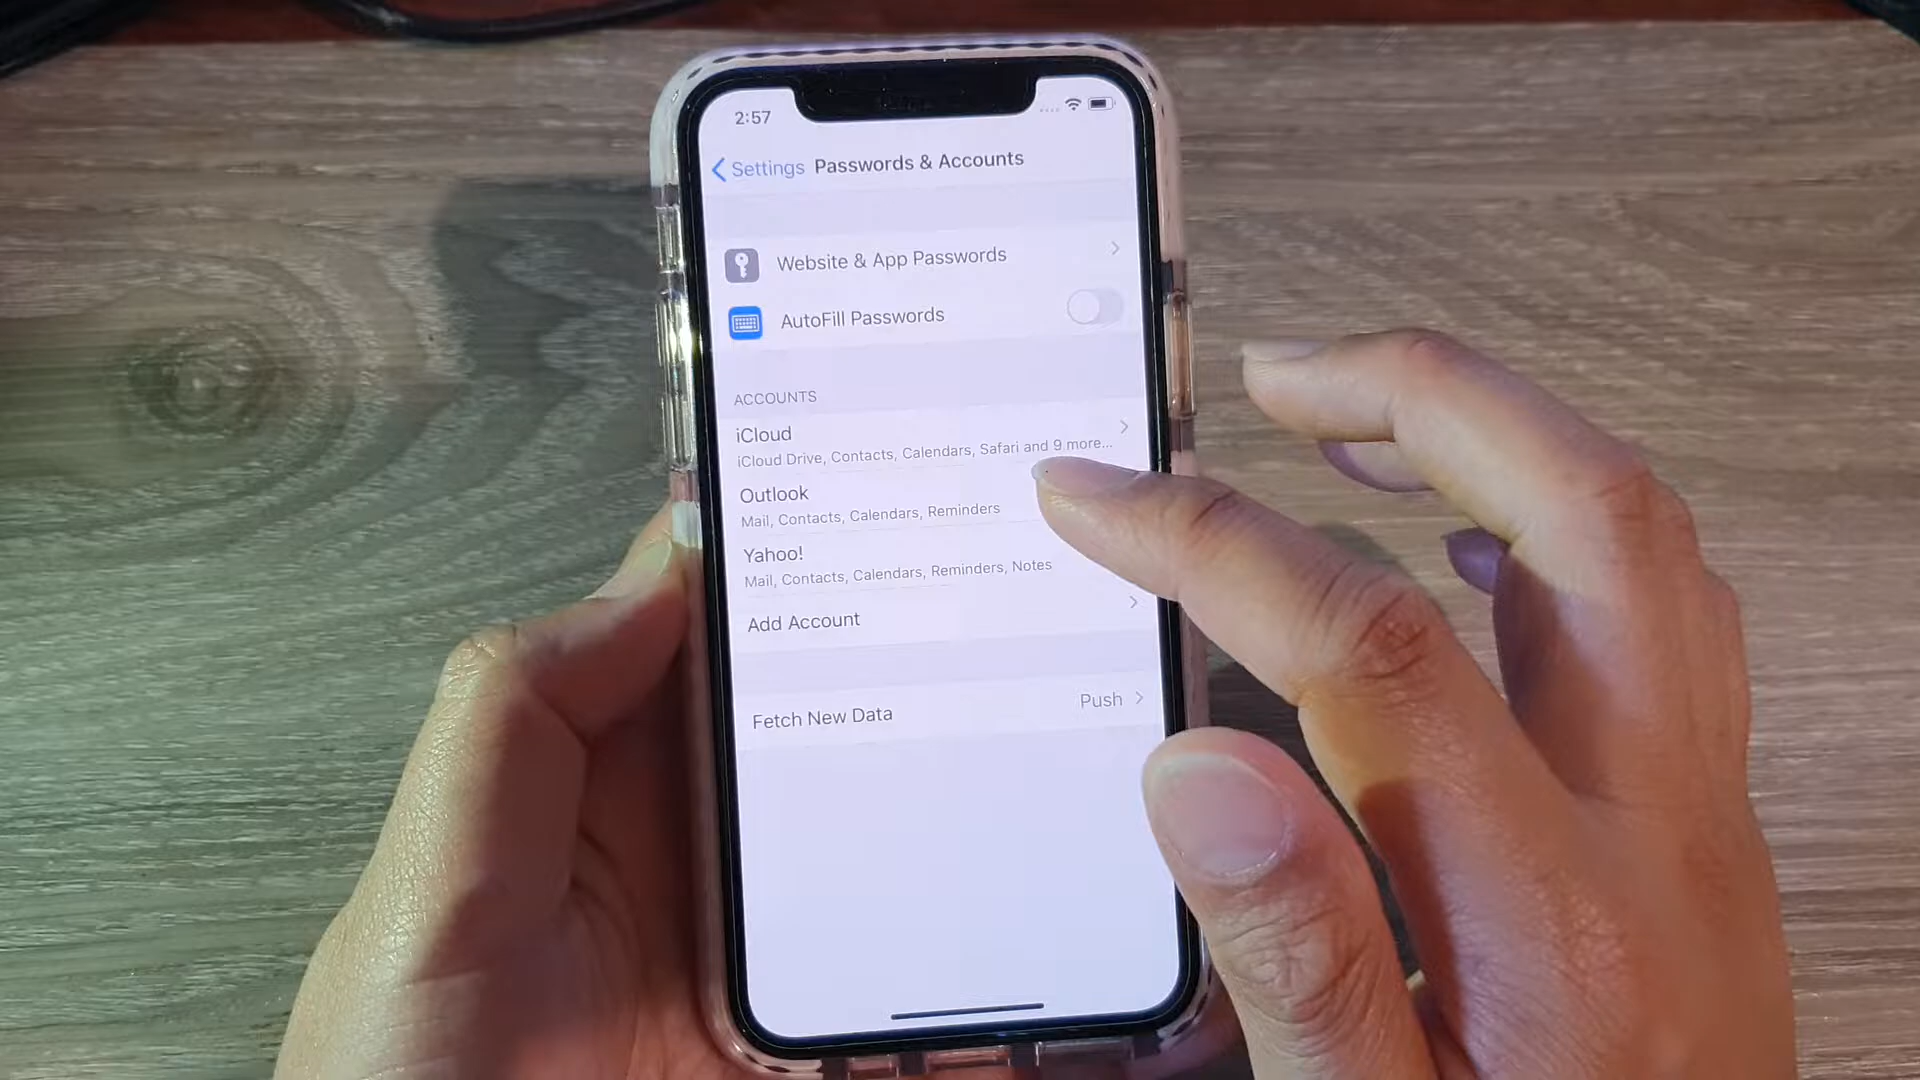 2:57
Settings Passwords & Accounts
Website & App Passwords
AutoFill Passwords
ACCOUNTS
iCloud
iCloud Drive, Contacts, Calendars, Safari and 9 more...
Outlook
Mail, Contacts, Calendars, Reminders
Yahoo!
Mail, Contacts, Calendars, Reminders, Notes
Add Account
Fetch New Data Push